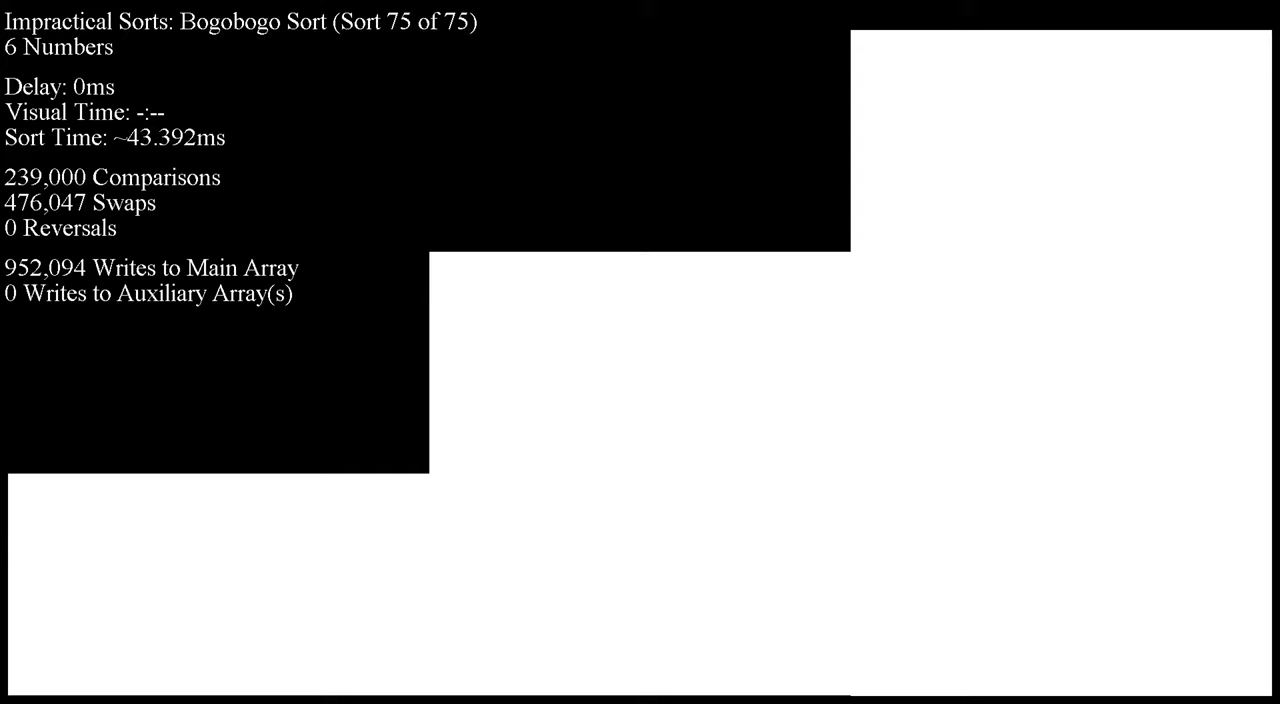 Impractical Sorts: Bogobogo Sort (Sort 75 of 75)
6 Numbers
Delay: 0ms
Visual Time: -:--
Sort Time: ~43.392ms
239,000 Comparisons
476,047 Swaps
0 Reversals
952,094 Writes to Main Array
0 Writes to Auxiliary Array(s)